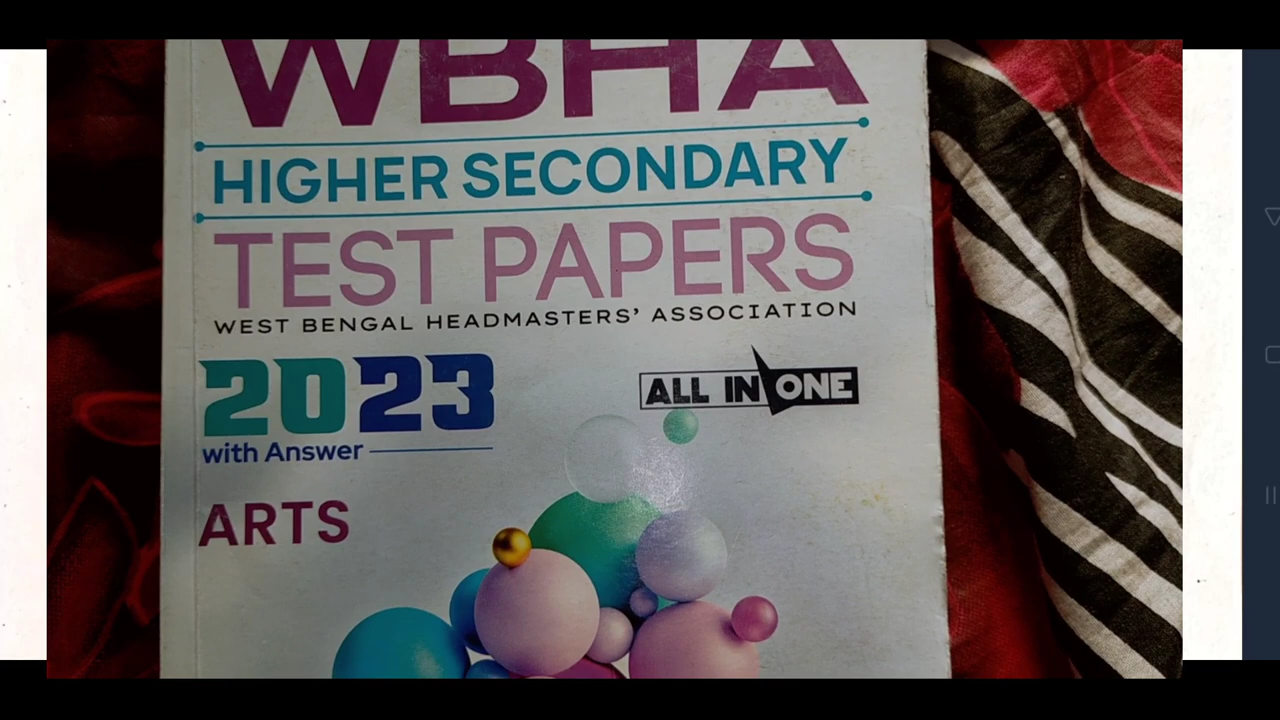 WBHA
HIGHER SECONDARY
TEST PAPERS
WEST BENGAL HEADMASTERS' ASSOCIATION
2023
ALL IN ONE
with Answer
ARTS